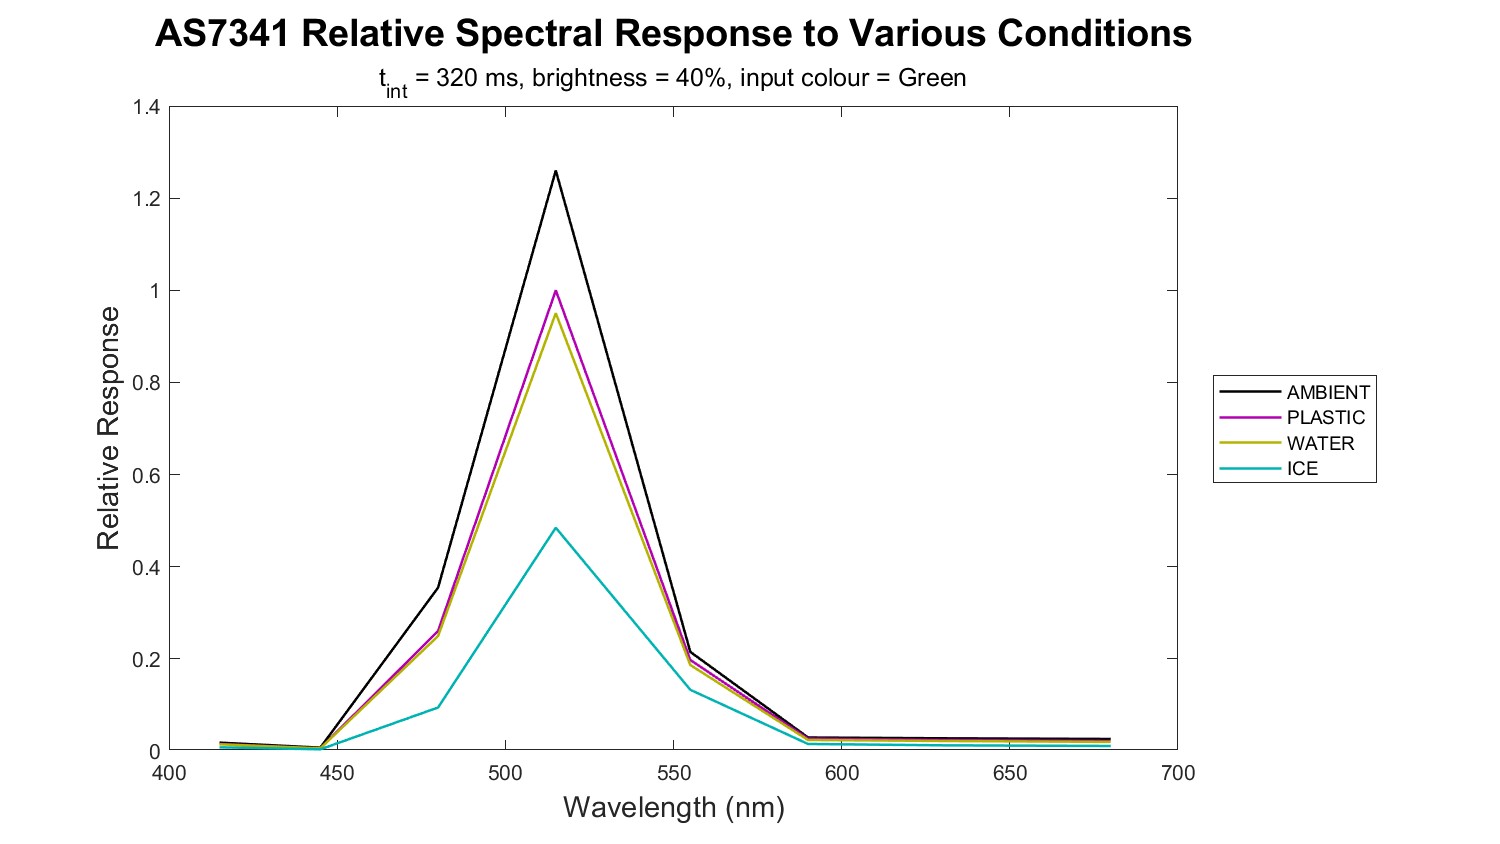 AS7341 Relative Spectral Response to Various Conditions
t_int = 320 ms, brightness = 40%, input colour = Green
1.4
1.2
1
0.8
0.6
0.4
0.2
0
Relative Response
400 450 500 550 600 650 700
Wavelength (nm)
AMBIENT
PLASTIC
WATER
ICE